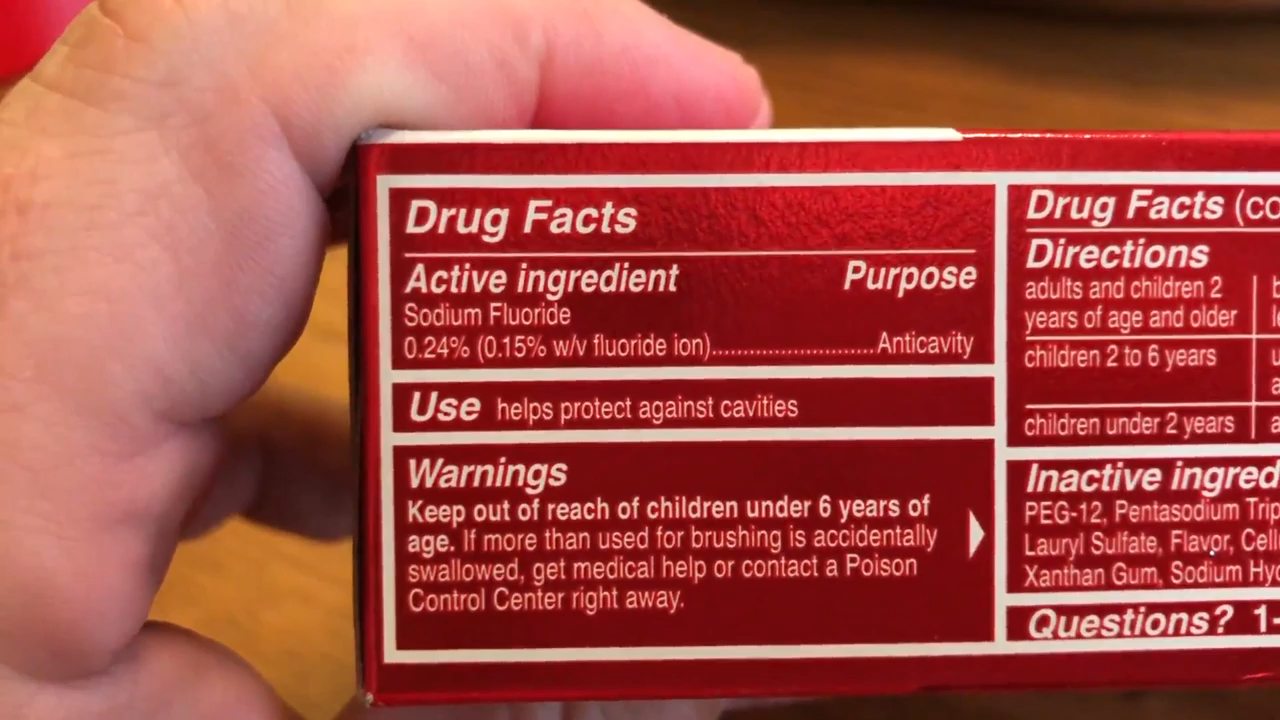 Drug Facts
Active ingredient Purpose
Sodium Fluoride
0.24% (0.15% w/v fluoride ion)........................Anticavity
Use helps protect against cavities
Warnings
Keep out of reach of children under 6 years of
age. If more than used for brushing is accidentally
swallowed, get medical help or contact a Poison
Control Center right away.
Drug Facts
Directions
adults and children 2
years of age and older
children 2 to 6 years
children under 2 years
Inactive
PEG-12, Pentasodium
Lauryl Sulfate, Flavor,
Xanthan Gum, Sodium
Questions? 1-